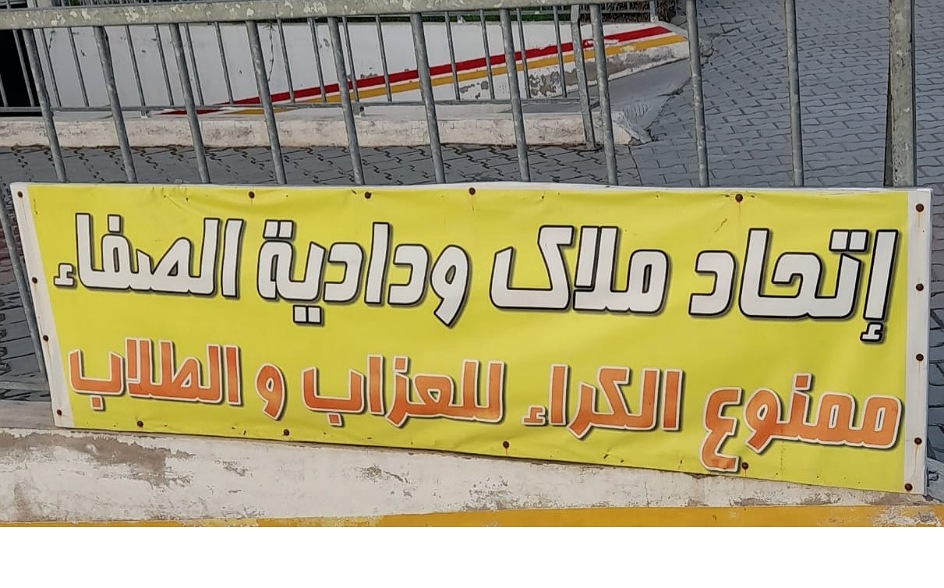 إتحاد ملاك ودادية الصفاء
ممنوع الكراء للعزاب و الطلاب